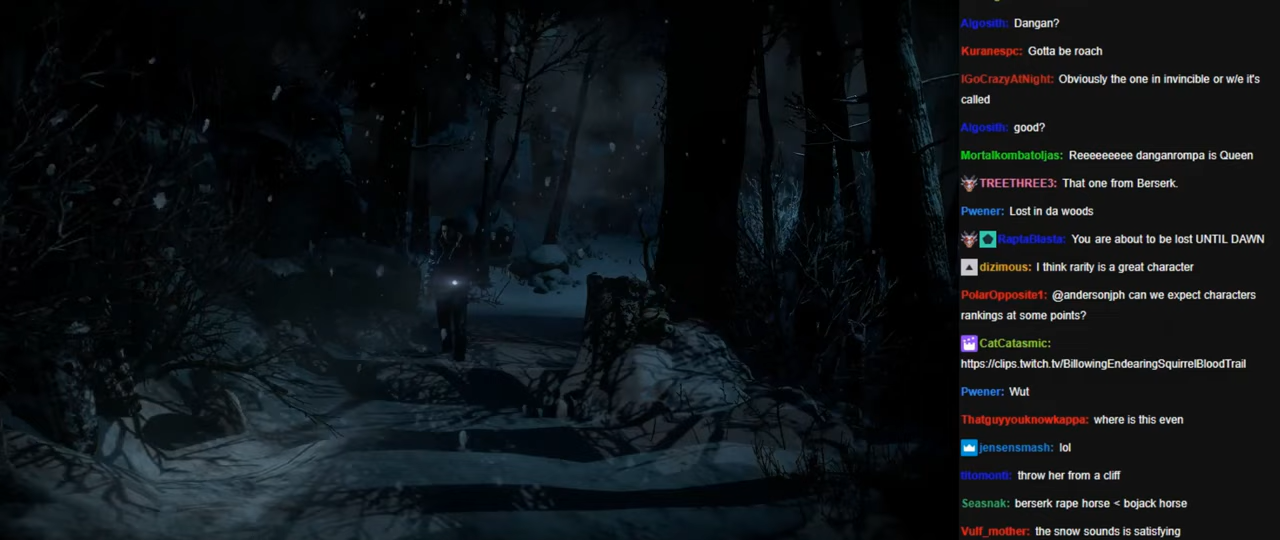 Algosith: Dangan?
Kuranespc: Gotta be roach
IGoCrazyAtNight: Obviously the one in invincible or w/e it's
called
Algosith: good?
Mortalkombatoljas: Reeeeeeeee danganrompa is Queen
TREETHREE3: That one from Berserk.
Pwener: Lost in da woods
RaptaBlasta: You are about to be lost UNTIL DAWN
dizimous: I think rarity is a great character
PolarOpposite1: @andersonjph can we expect characters
rankings at some points?
CatCatasmic:
https://clips.twitch.tv/BillowingEndearingSquirrelBloodTrail
Pwener: Wut
Thatguyyouknowkappa: where is this even
jensensmash: lol
titomonti: throw her from a cliff
Seasnak: berserk rape horse < bojack horse
Vulf_mother: the snow sounds is satisfying